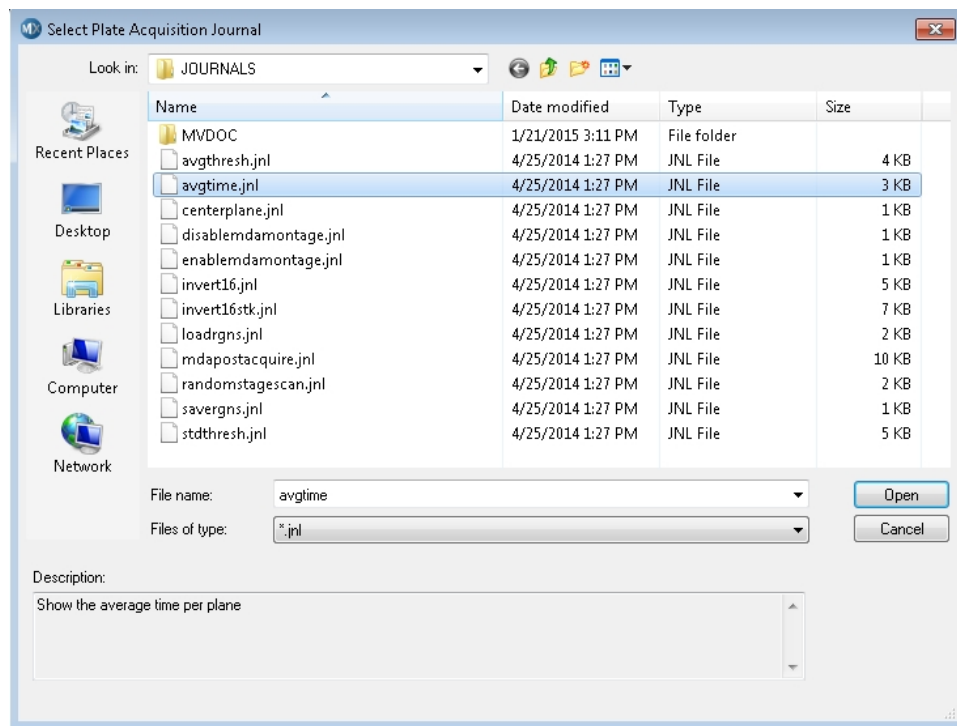 MX Select Plate Acquisition Journal
Look in: JOURNALS
Name Date modified Type Size
Recent Places
Desktop
Libraries
Computer
Network
MVDOC 1/21/2015 3:11 PM File folder
avgthresh.jnl 4/25/2014 1:27 PM JNL File 4 KB
avgtime.jnl 4/25/2014 1:27 PM JNL File 3 KB
centerplane.jnl 4/25/2014 1:27 PM JNL File 1 KB
disablemdamontage.jnl 4/25/2014 1:27 PM JNL File 1 KB
enablemdamontage.jnl 4/25/2014 1:27 PM JNL File 1 KB
invert16.jnl 4/25/2014 1:27 PM JNL File 5 KB
invert16stk.jnl 4/25/2014 1:27 PM JNL File 7 KB
loadrgns.jnl 4/25/2014 1:27 PM JNL File 2 KB
mdapostacquire.jnl 4/25/2014 1:27 PM JNL File 10 KB
randomstagescan.jnl 4/25/2014 1:27 PM JNL File 2 KB
savergns.jnl 4/25/2014 1:27 PM JNL File 1 KB
stdthresh.jnl 4/25/2014 1:27 PM JNL File 5 KB
File name: avgtime Open
Files of type: *.jnl Cancel
Description:
Show the average time per plane